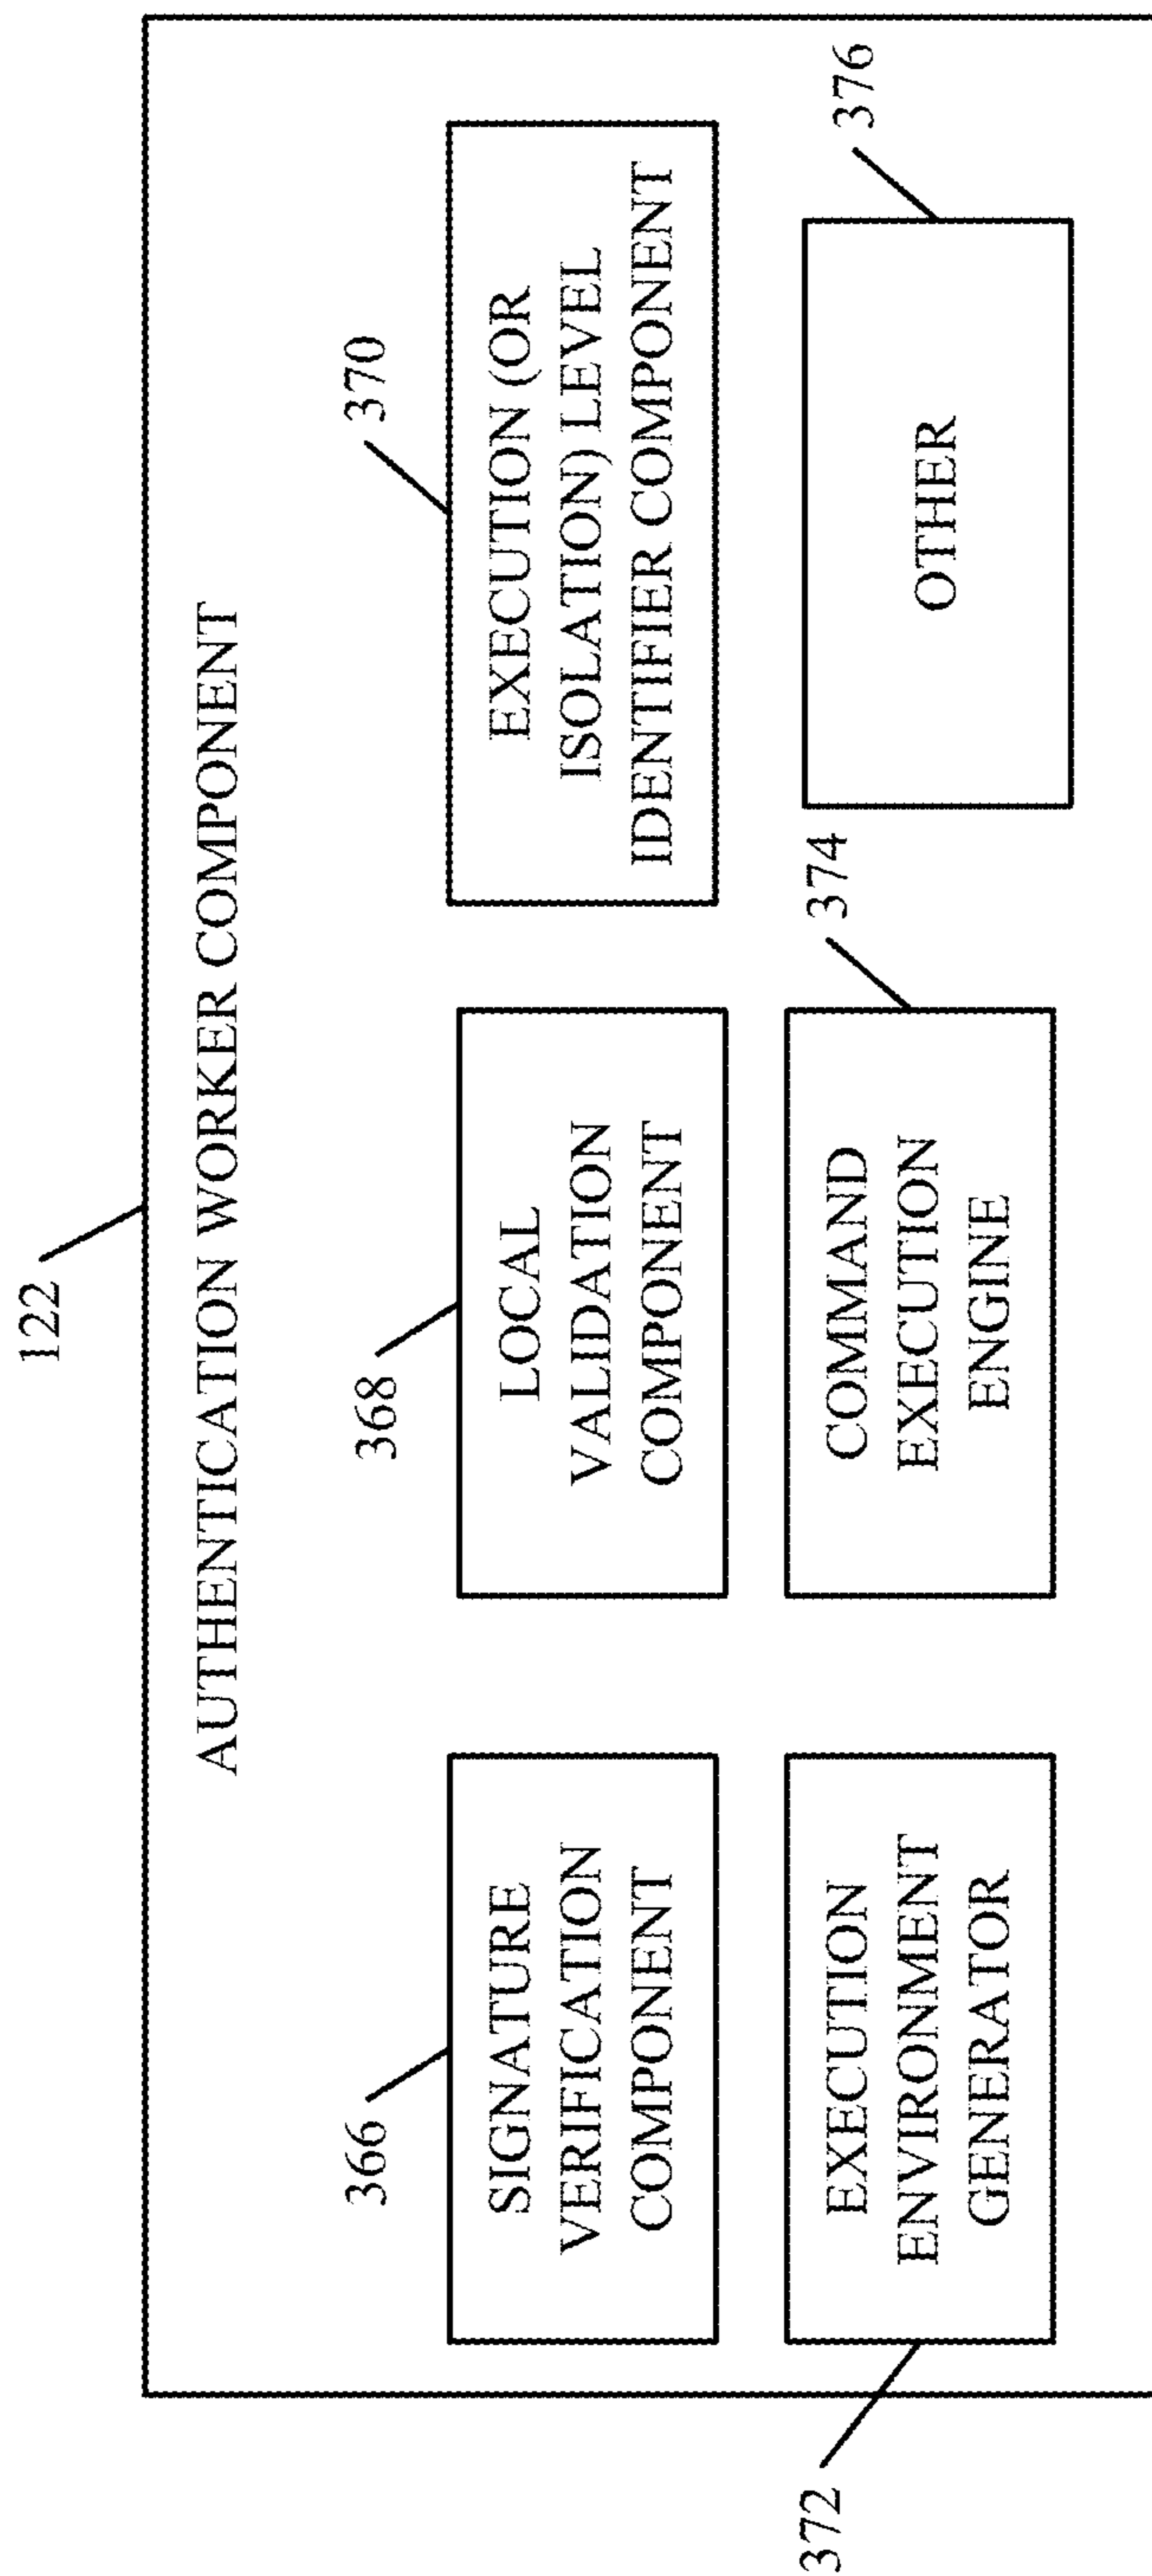 122
AUTHENTICATION WORKER COMPONENT
366
SIGNATURE
VERIFICATION
COMPONENT
368
LOCAL
VALIDATION
COMPONENT
370
EXECUTION (OR
ISOLATION) LEVEL
IDENTIFIER COMPONENT
372
EXECUTION
ENVIRONMENT
GENERATOR
374
COMMAND
EXECUTION
ENGINE
376
OTHER